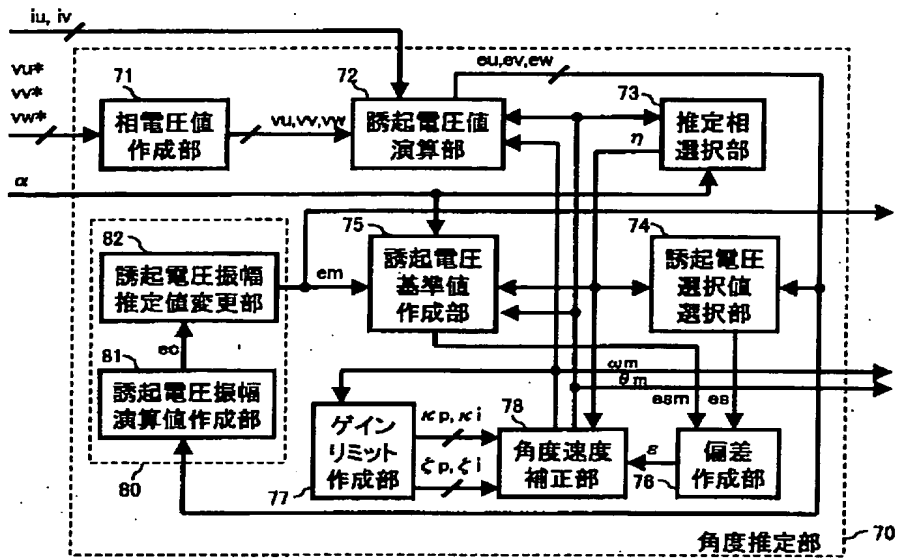 iu, iv
vu*
vv*
vw*
71
相電圧値
作成部
vu,vv,vw
72
誘起電圧値
演算部
eu,ev,ew
73
推定相
選択部
η
α
82
誘起電圧振幅
推定値変更部
em
75
誘起電圧
基準値
作成部
74
誘起電圧
選択値
選択部
ec
81
誘起電圧振幅
演算値作成部
80
ωm
θm
esm
es
ゲイン
リミット
作成部
77
κp,κi
ζp,ζi
78
角度速度
補正部
ε
76
偏差
作成部
角度推定部
70